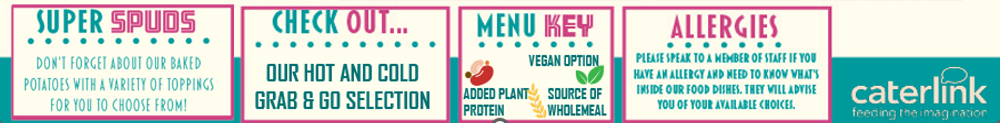 SUPER SPUDS
DON'T FORGET ABOUT OUR BAKED
POTATOES WITH A VARIETY OF TOPPINGS
FOR YOU TO CHOOSE FROM!
CHECK OUT...
OUR HOT AND COLD
GRAB & GO SELECTION
MENU KEY
VEGAN OPTION
ADDED PLANT
PROTEIN
SOURCE OF
WHOLEMEAL
ALLERGIES
PLEASE SPEAK TO A MEMBER OF STAFF IF YOU
HAVE AN ALLERGY AND NEED TO KNOW WHAT'S
INSIDE OUR FOOD DISHES. THEY WILL ADVISE
YOU OF YOUR AVAILABLE CHOICES.
caterlink
feeding the imagination